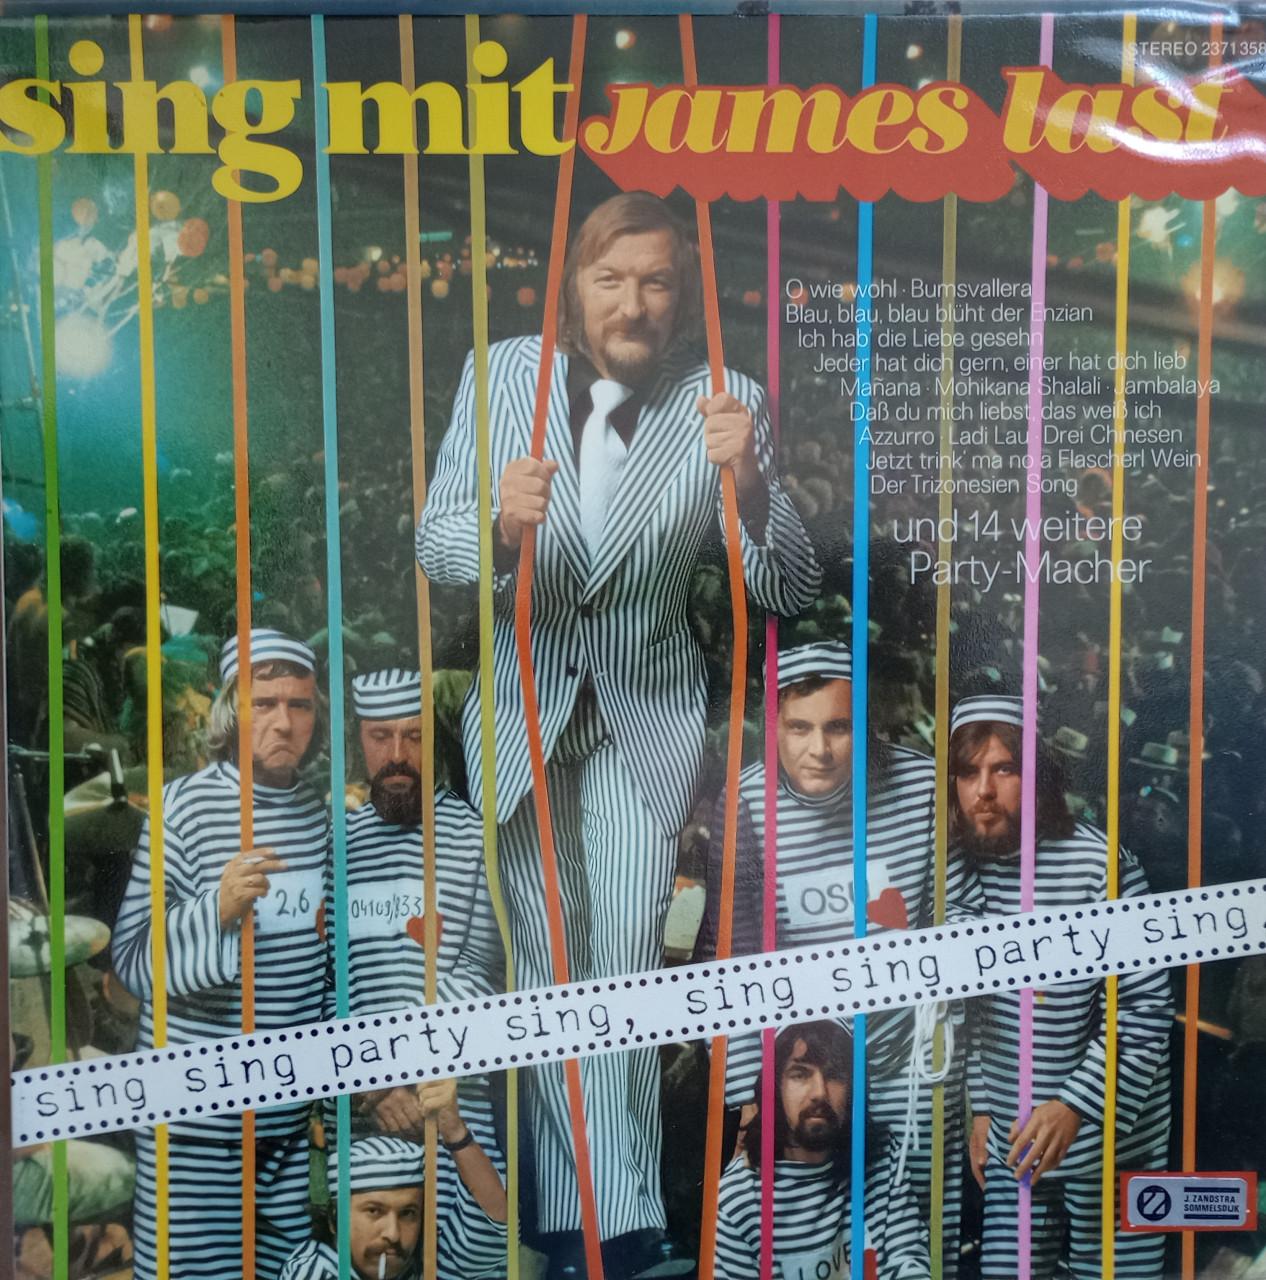 STEREO 2371 358
sing mit james last
O wie wohl · Bumsvallera
Blau, blau, blau blüht der Enzian
Ich hab' die Liebe gesehn
Jeder hat dich gern, einer hat dich lieb
Mañana · Mohikana Shalali · Jambalaya
Daß du mich liebst, das weiß ich
Azzurro · Ladi Lau · Drei Chinesen
Jetzt trink' ma no a Flascherl Wein
Der Trizonesien Song
und 14 weitere
Party-Macher
2,6
04109/833
OSV
sing sing party sing, sing sing party sing
LOVE
J. ZANDSTRA
SOMMELSDIJK